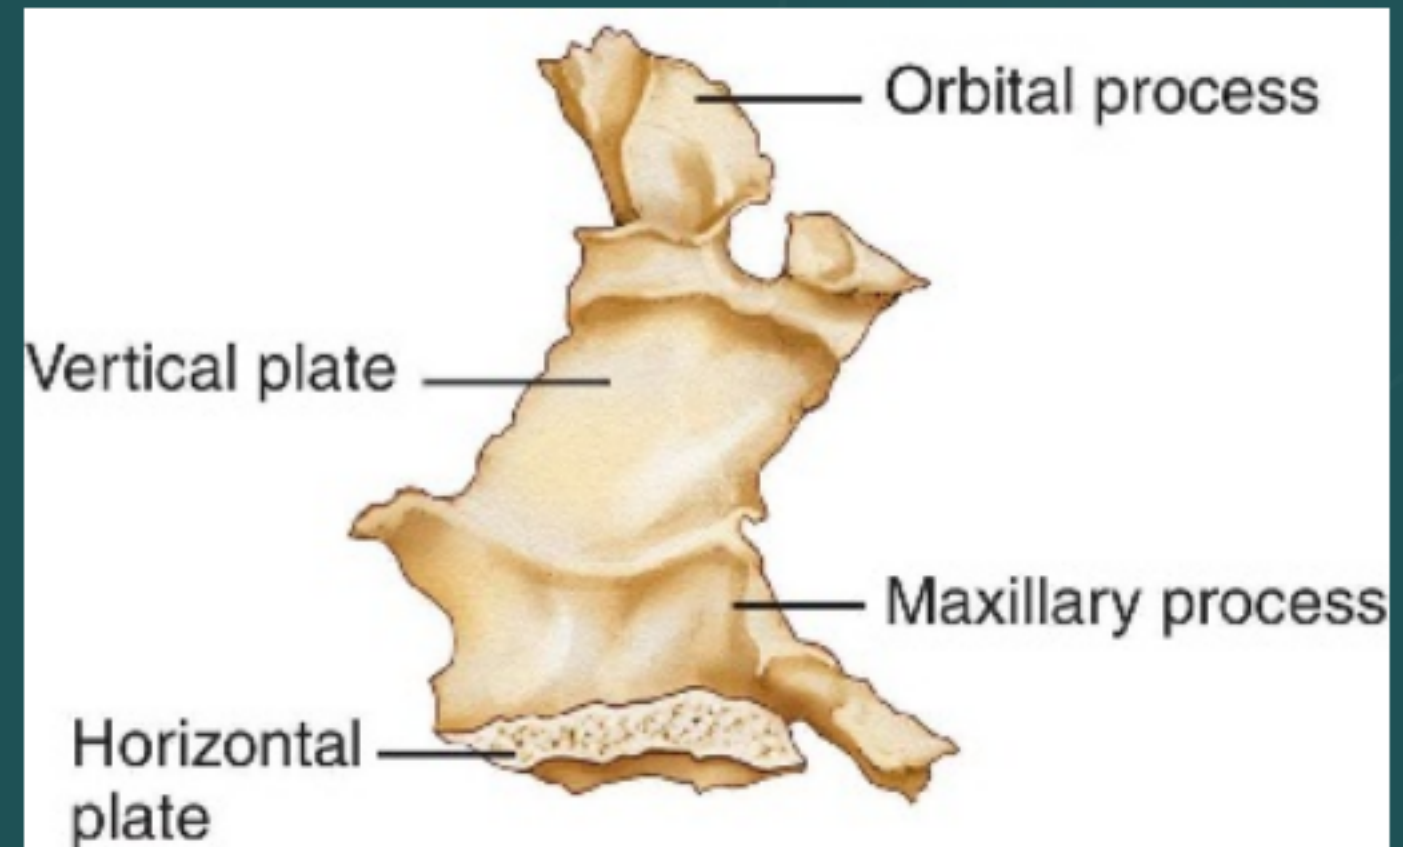 Orbital process
Vertical plate
Maxillary process
Horizontal
plate